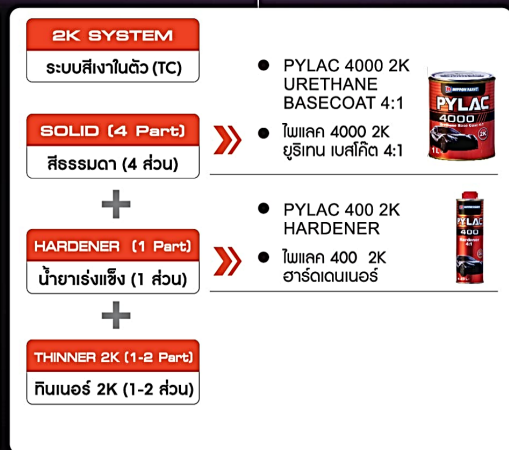 2K SYSTEM
ระบบสีเงาในตัว (TC)
SOLID (4 Part)
สีธรรมดา (4 ส่วน)
PYLAC 4000 2K
URETHANE
BASECOAT 4:1
ไพแลค 4000 2K
ยูริเทน เบสโค๊ต 4:1
NIPPON PAINT
PYLAC
4000
2K
1L
HARDENER (1 Part)
น้ำยาเร่งแข็ง (1 ส่วน)
PYLAC 400 2K
HARDENER
ไพแลค 400 2K
ฮาร์ดเดนเนอร์
PYLAC
400
Hardener
4:1
THINNER 2K (1-2 Part)
ทินเนอร์ 2K (1-2 ส่วน)